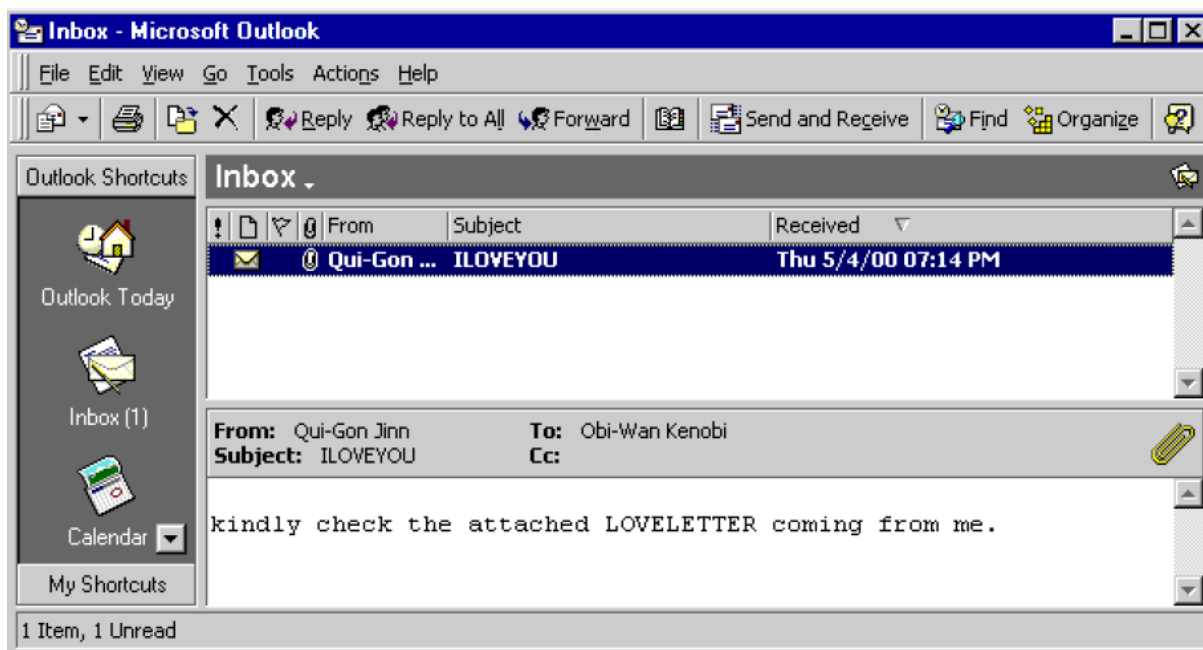 Inbox - Microsoft Outlook
File Edit View Go Tools Actions Help
Reply Reply to All Forward Send and Receive Find Organize
Outlook Shortcuts
Inbox
! From Subject Received
Qui-Gon ... ILOVEYOU Thu 5/4/00 07:14 PM
Outlook Today
Inbox (1)
Calendar
My Shortcuts
From: Qui-Gon Jinn To: Obi-Wan Kenobi
Subject: ILOVEYOU Cc:
kindly check the attached LOVELETTER coming from me.
1 Item, 1 Unread